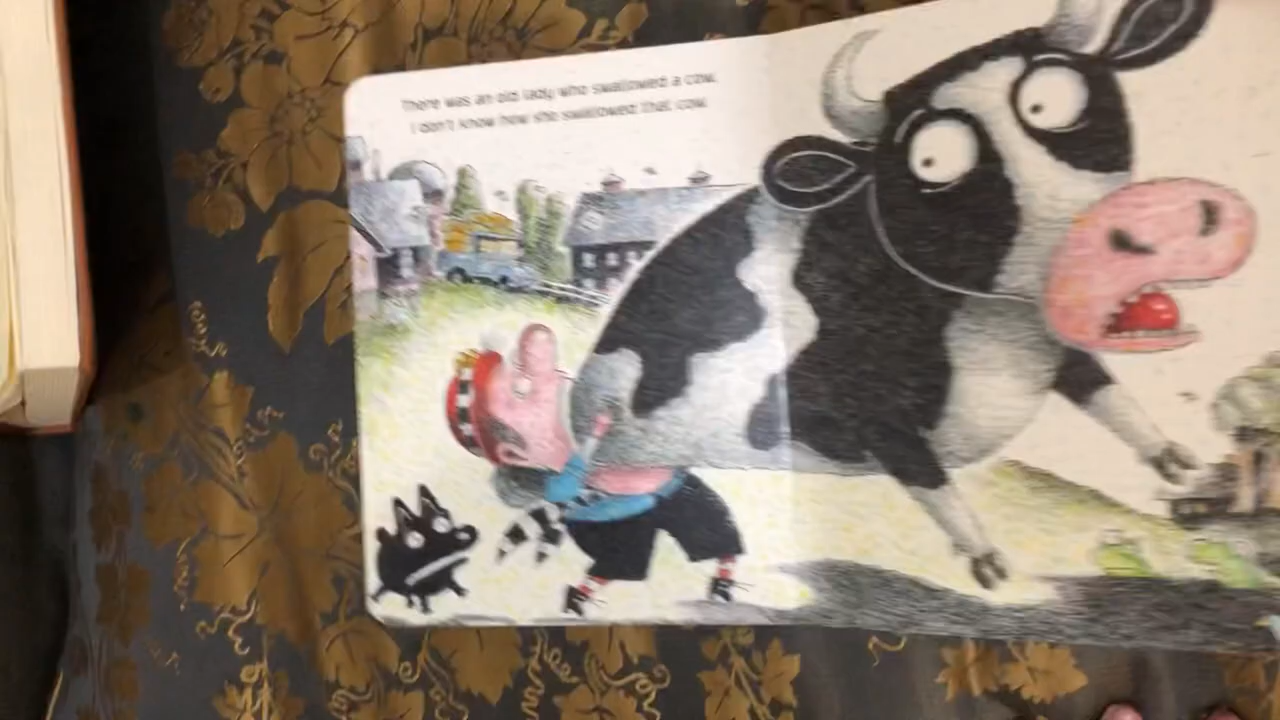 There was an old lady who swallowed a cow.
I don't know how she swallowed that cow.